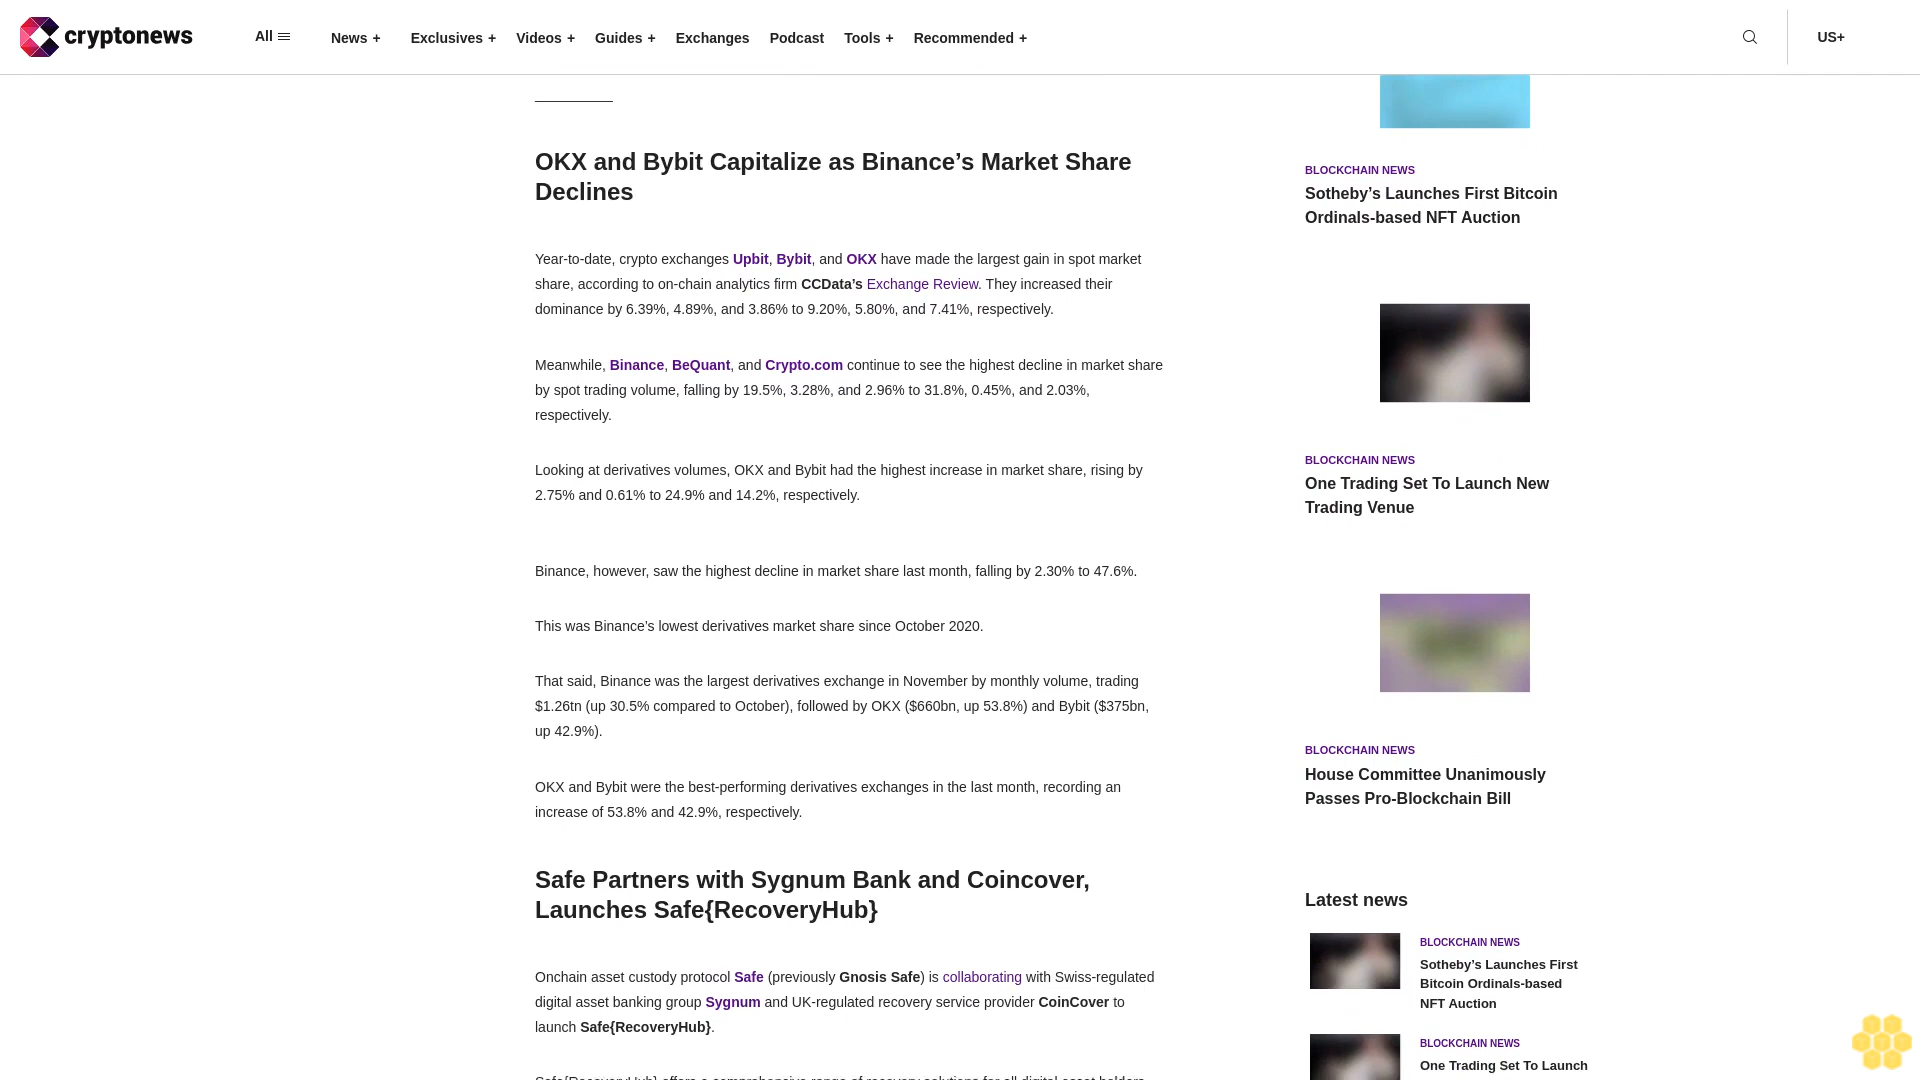 cryptonews
All
News +
Exclusives +
Videos +
Guides +
Exchanges
Podcast
Tools +
Recommended +
US+
OKX and Bybit Capitalize as Binance’s Market Share
Declines
Year-to-date, crypto exchanges Upbit, Bybit, and OKX have made the largest gain in spot market
share, according to on-chain analytics firm CCData’s Exchange Review. They increased their
dominance by 6.39%, 4.89%, and 3.86% to 9.20%, 5.80%, and 7.41%, respectively.
Meanwhile, Binance, BeQuant, and Crypto.com continue to see the highest decline in market share
by spot trading volume, falling by 19.5%, 3.28%, and 2.96% to 31.8%, 0.45%, and 2.03%,
respectively.
Looking at derivatives volumes, OKX and Bybit had the highest increase in market share, rising by
2.75% and 0.61% to 24.9% and 14.2%, respectively.
Binance, however, saw the highest decline in market share last month, falling by 2.30% to 47.6%.
This was Binance’s lowest derivatives market share since October 2020.
That said, Binance was the largest derivatives exchange in November by monthly volume, trading
$1.26tn (up 30.5% compared to October), followed by OKX ($660bn, up 53.8%) and Bybit ($375bn,
up 42.9%).
OKX and Bybit were the best-performing derivatives exchanges in the last month, recording an
increase of 53.8% and 42.9%, respectively.
Safe Partners with Sygnum Bank and Coincover,
Launches Safe{RecoveryHub}
Onchain asset custody protocol Safe (previously Gnosis Safe) is collaborating with Swiss-regulated
digital asset banking group Sygnum and UK-regulated recovery service provider CoinCover to
launch Safe{RecoveryHub}.
Safe{RecoveryHub} offers a comprehensive range of recovery solutions for all digital asset holders,
BLOCKCHAIN NEWS
Sotheby’s Launches First Bitcoin
Ordinals-based NFT Auction
BLOCKCHAIN NEWS
One Trading Set To Launch New
Trading Venue
BLOCKCHAIN NEWS
House Committee Unanimously
Passes Pro-Blockchain Bill
Latest news
BLOCKCHAIN NEWS
Sotheby’s Launches First
Bitcoin Ordinals-based
NFT Auction
BLOCKCHAIN NEWS
One Trading Set To Launch